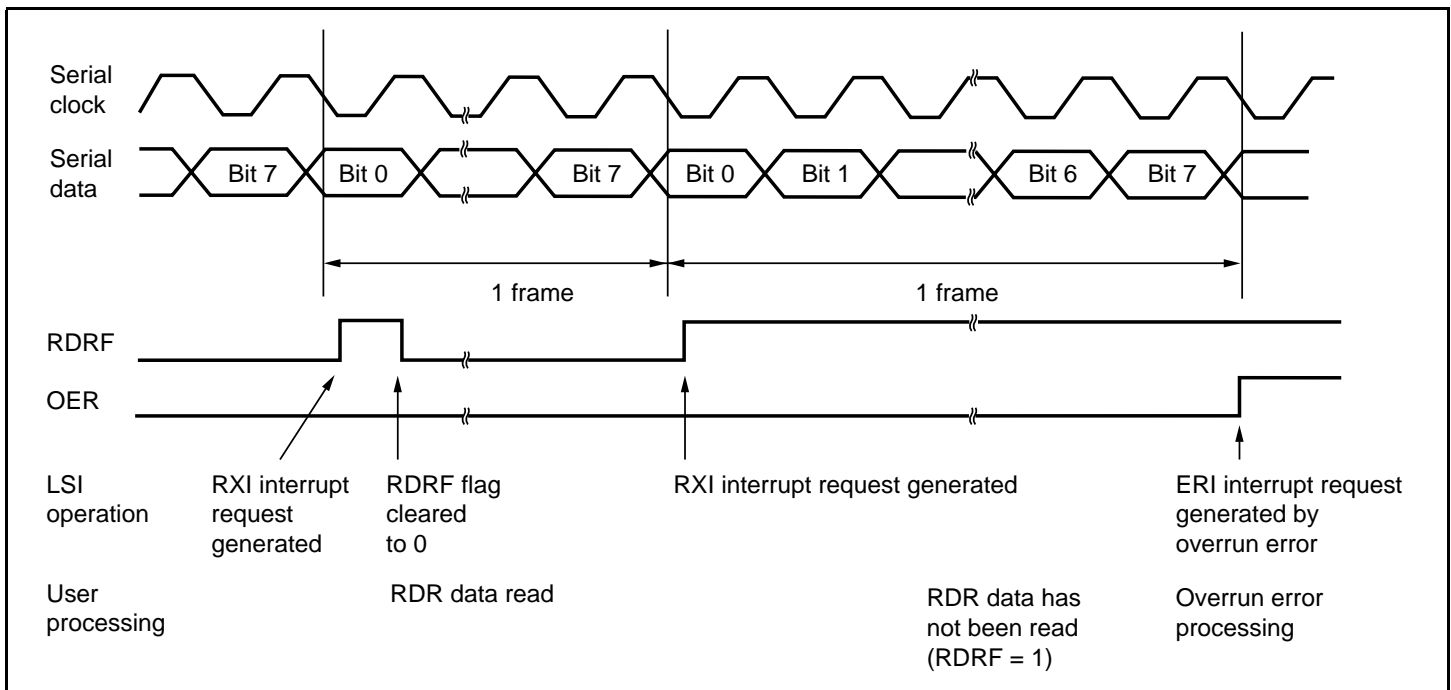 Serial
clock
Serial
data
Bit 7
Bit 0
Bit 7
Bit 0
Bit 1
Bit 6
Bit 7
1 frame
1 frame
RDRF
OER
LSI
operation
RXI interrupt
request
generated
RDRF flag
cleared
to 0
RXI interrupt request generated
ERI interrupt request
generated by
overrun error
User
processing
RDR data read
RDR data has
not been read
(RDRF = 1)
Overrun error
processing